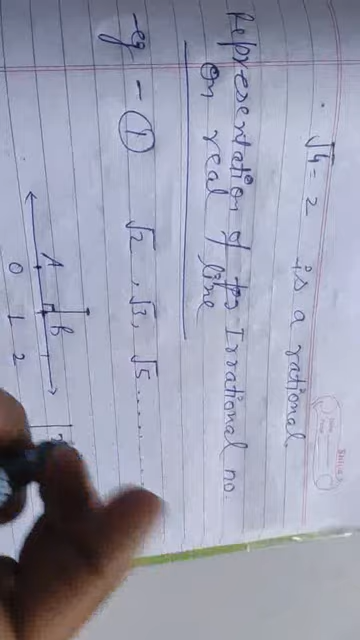 √4 = 2 is a rational
Representation of Irrational no.
on real line
eg - ① √2, √3, √5........
A B
0 1 2